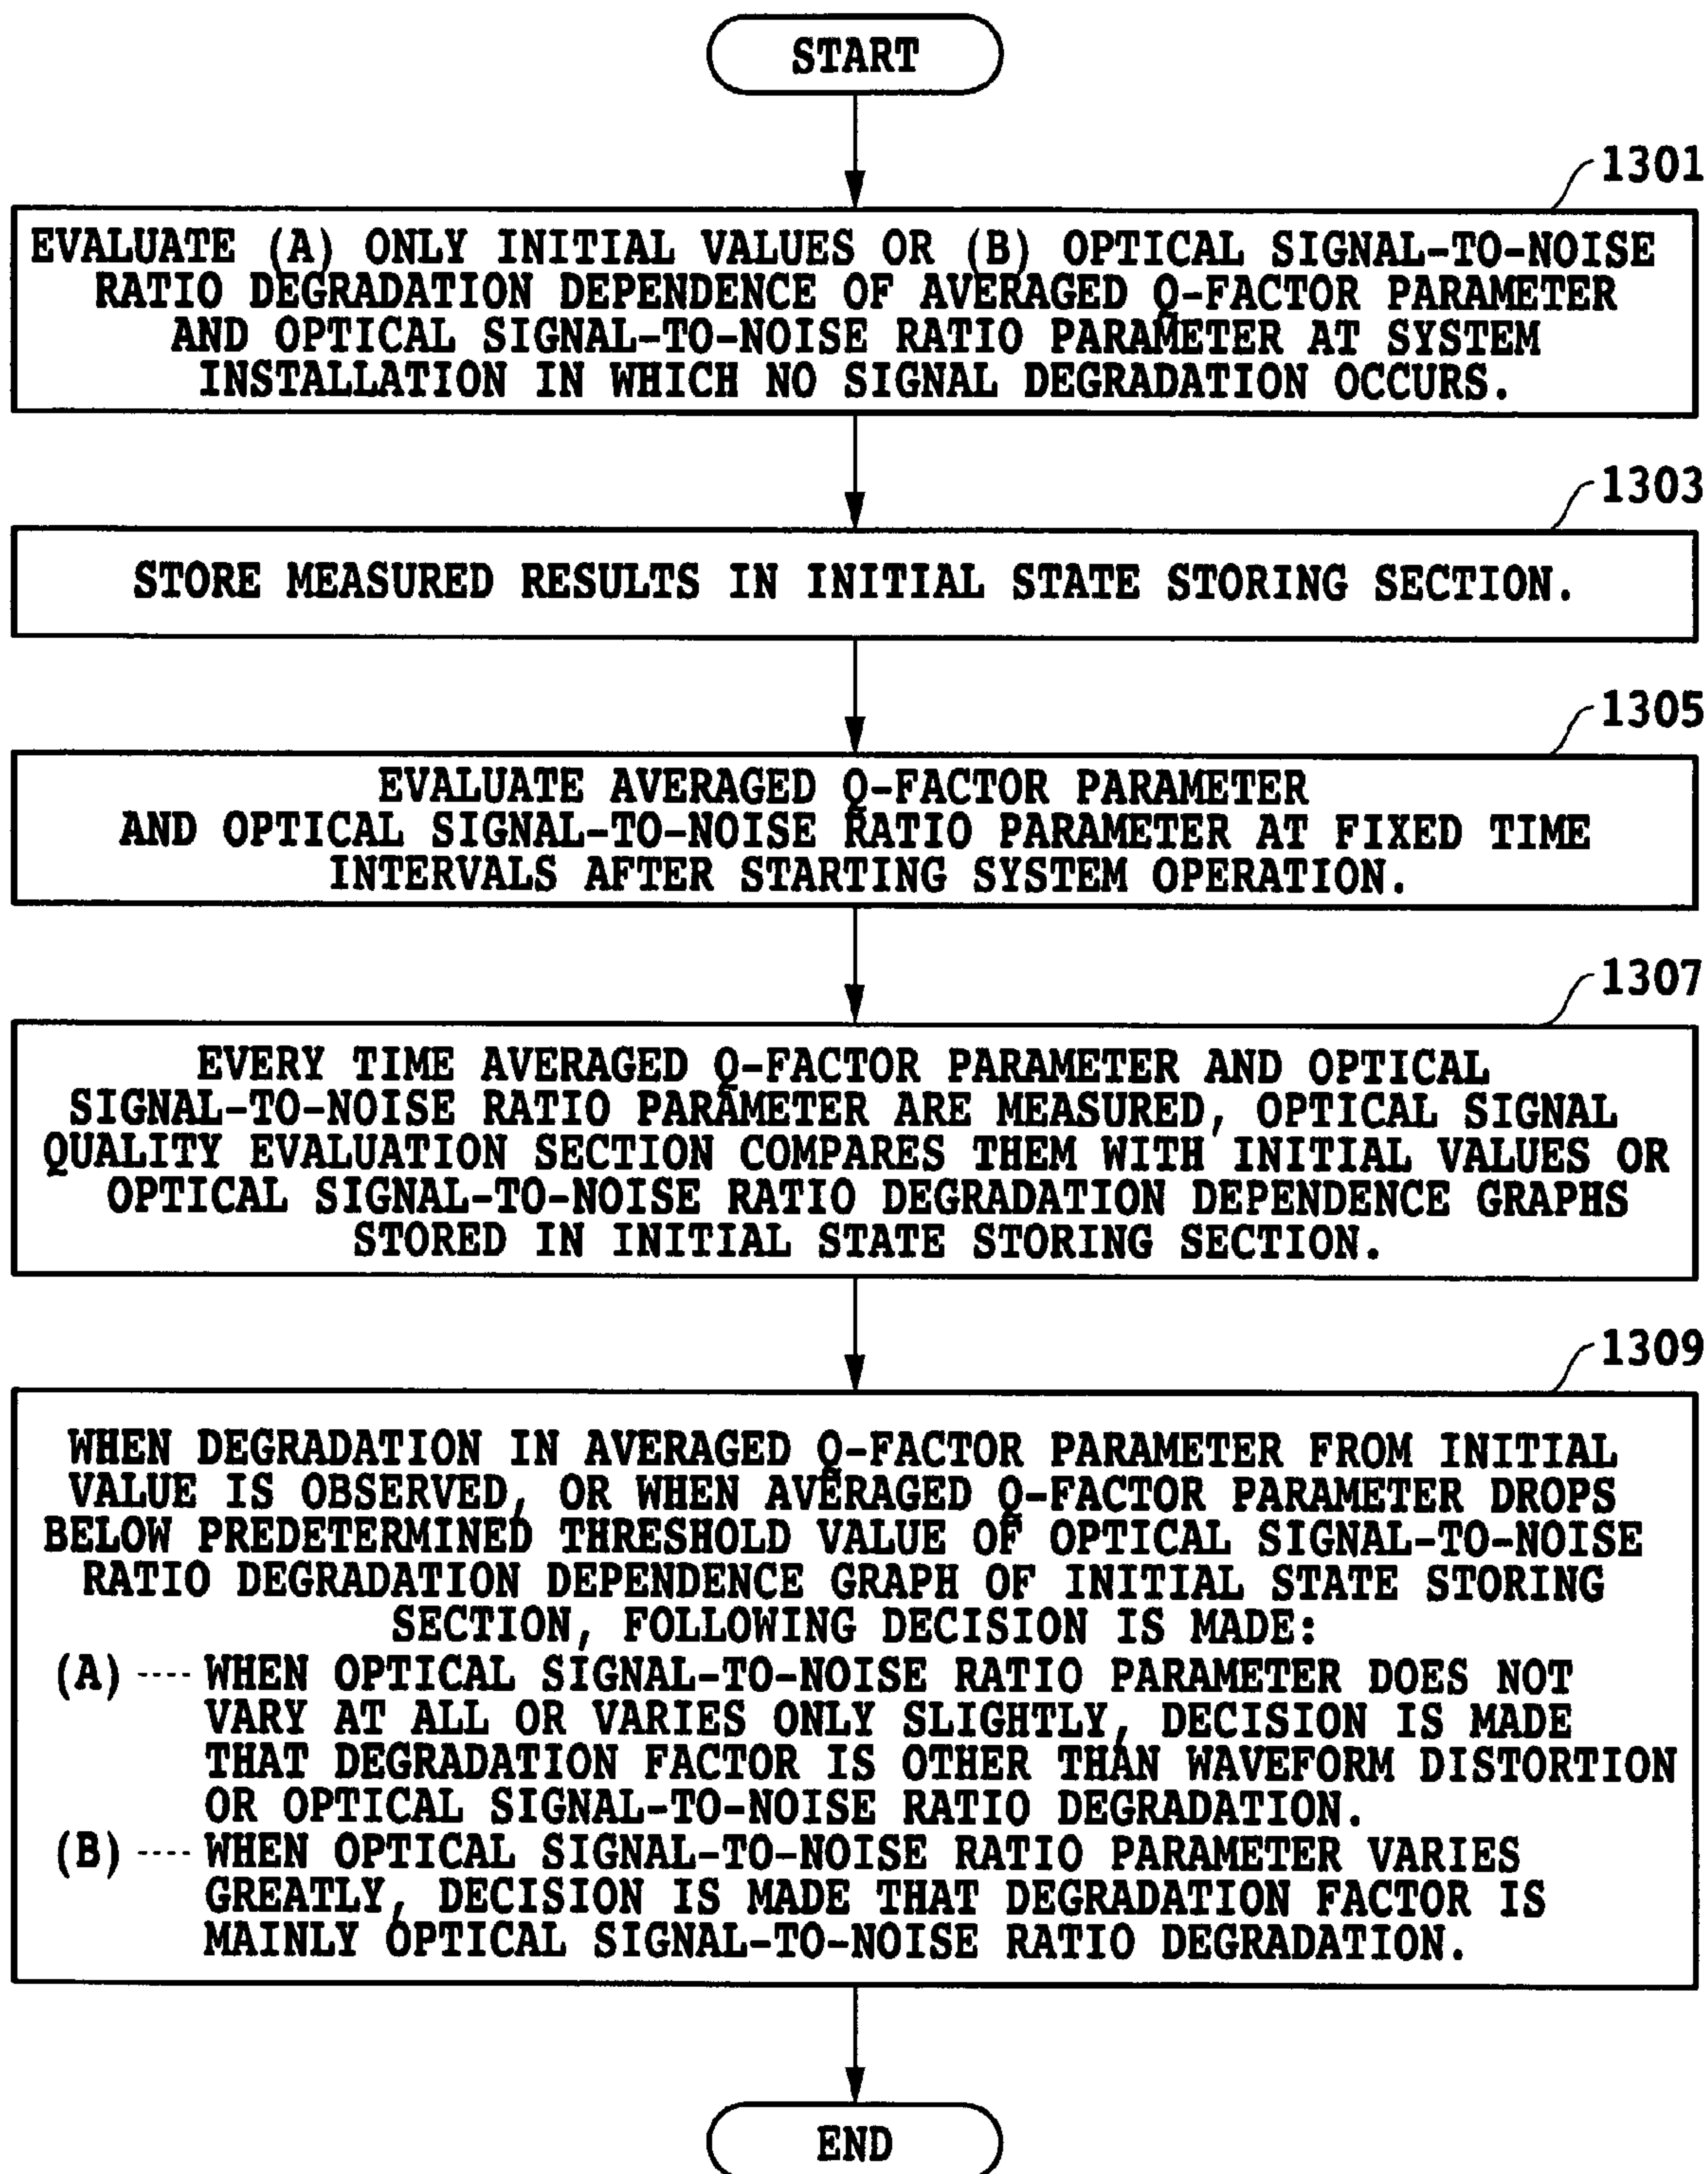 START
1301
EVALUATE (A) ONLY INITIAL VALUES OR (B) OPTICAL SIGNAL-TO-NOISE
RATIO DEGRADATION DEPENDENCE OF AVERAGED Q-FACTOR PARAMETER
AND OPTICAL SIGNAL-TO-NOISE RATIO PARAMETER AT SYSTEM
INSTALLATION IN WHICH NO SIGNAL DEGRADATION OCCURS.
1303
STORE MEASURED RESULTS IN INITIAL STATE STORING SECTION.
1305
EVALUATE AVERAGED Q-FACTOR PARAMETER
AND OPTICAL SIGNAL-TO-NOISE RATIO PARAMETER AT FIXED TIME
INTERVALS AFTER STARTING SYSTEM OPERATION.
1307
EVERY TIME AVERAGED Q-FACTOR PARAMETER AND OPTICAL
SIGNAL-TO-NOISE RATIO PARAMETER ARE MEASURED, OPTICAL SIGNAL
QUALITY EVALUATION SECTION COMPARES THEM WITH INITIAL VALUES OR
OPTICAL SIGNAL-TO-NOISE RATIO DEGRADATION DEPENDENCE GRAPHS
STORED IN INITIAL STATE STORING SECTION.
1309
WHEN DEGRADATION IN AVERAGED Q-FACTOR PARAMETER FROM INITIAL
VALUE IS OBSERVED, OR WHEN AVERAGED Q-FACTOR PARAMETER DROPS
BELOW PREDETERMINED THRESHOLD VALUE OF OPTICAL SIGNAL-TO-NOISE
RATIO DEGRADATION DEPENDENCE GRAPH OF INITIAL STATE STORING
SECTION, FOLLOWING DECISION IS MADE:
(A) ---- WHEN OPTICAL SIGNAL-TO-NOISE RATIO PARAMETER DOES NOT
VARY AT ALL OR VARIES ONLY SLIGHTLY, DECISION IS MADE
THAT DEGRADATION FACTOR IS OTHER THAN WAVEFORM DISTORTION
OR OPTICAL SIGNAL-TO-NOISE RATIO DEGRADATION.
(B) ---- WHEN OPTICAL SIGNAL-TO-NOISE RATIO PARAMETER VARIES
GREATLY, DECISION IS MADE THAT DEGRADATION FACTOR IS
MAINLY OPTICAL SIGNAL-TO-NOISE RATIO DEGRADATION.
END